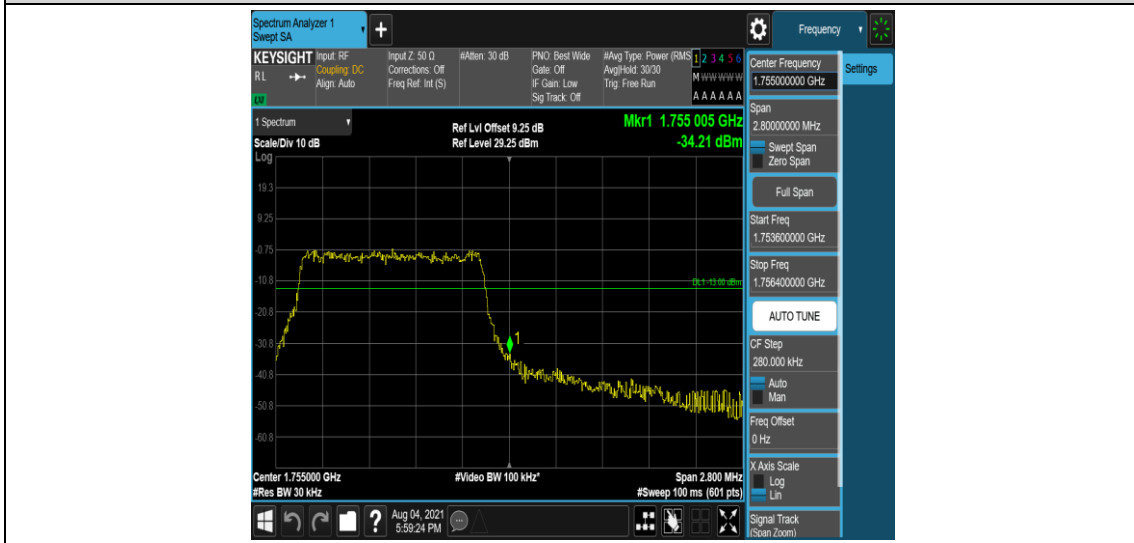 Spectrum Analyzer 1
Swept SA
+
Frequency
KEYSIGHT
RL
LXI
Input: RF
Coupling: DC
Align: Auto
Input Z: 50 Ω
Corrections: Off
Freq Ref: Int (S)
#Atten: 30 dB
PNO: Best Wide
Gate: Off
IF Gain: Low
Sig Track: Off
#Avg Type: Power (RMS
Avg|Hold: 30/30
Trig: Free Run
1 2 3 4 5 6
M W W W W W
A A A A A A
1 Spectrum
Scale/Div 10 dB
Log
Ref Lvl Offset 9.25 dB
Ref Level 29.25 dBm
Mkr1 1.755 005 GHz
-34.21 dBm
19.3
9.25
-0.75
-10.8
-20.8
-30.8
-40.8
-50.8
-60.8
DL1 -13.00 dBm
1
Center 1.755000 GHz
#Res BW 30 kHz
#Video BW 100 kHz*
Span 2.800 MHz
#Sweep 100 ms (601 pts)
?
Aug 04, 2021
5:59:24 PM
Center Frequency
1.755000000 GHz
Settings
Span
2.80000000 MHz
Swept Span
Zero Span
Full Span
Start Freq
1.753600000 GHz
Stop Freq
1.756400000 GHz
AUTO TUNE
CF Step
280.000 kHz
Auto
Man
Freq Offset
0 Hz
X Axis Scale
Log
Lin
Signal Track
(Span Zoom)